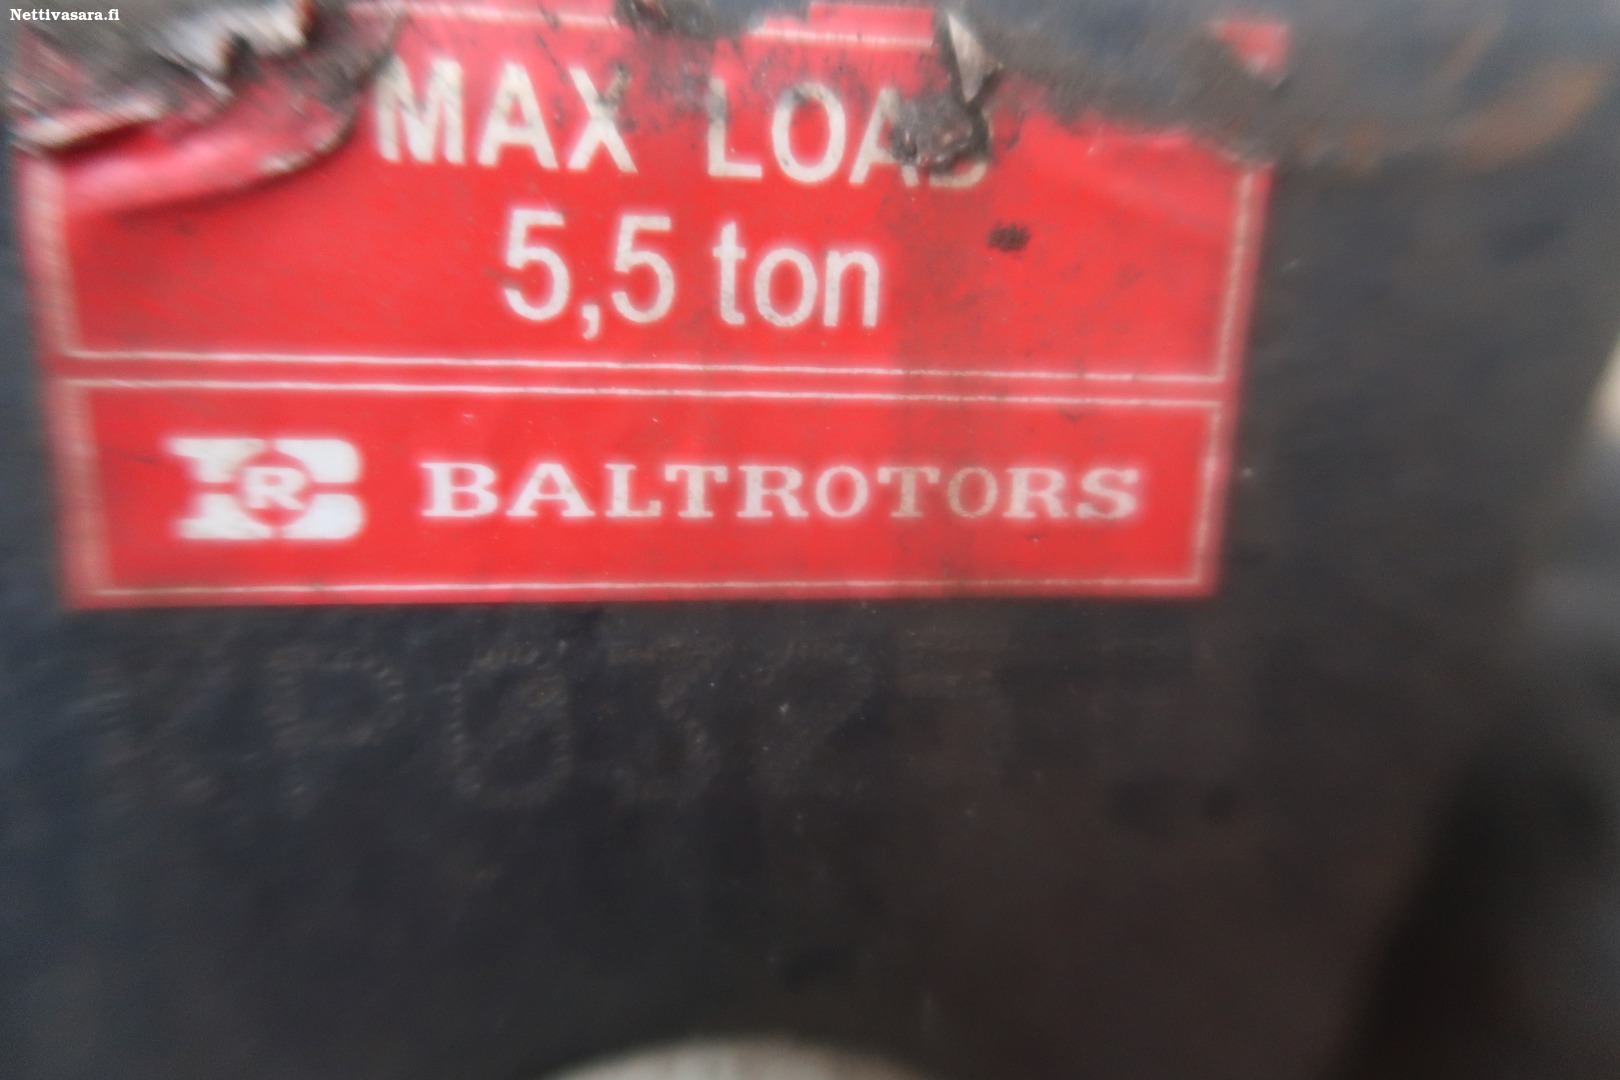 Nettivasara.fi
MAX LOAD
5,5 ton
R BALTROTORS